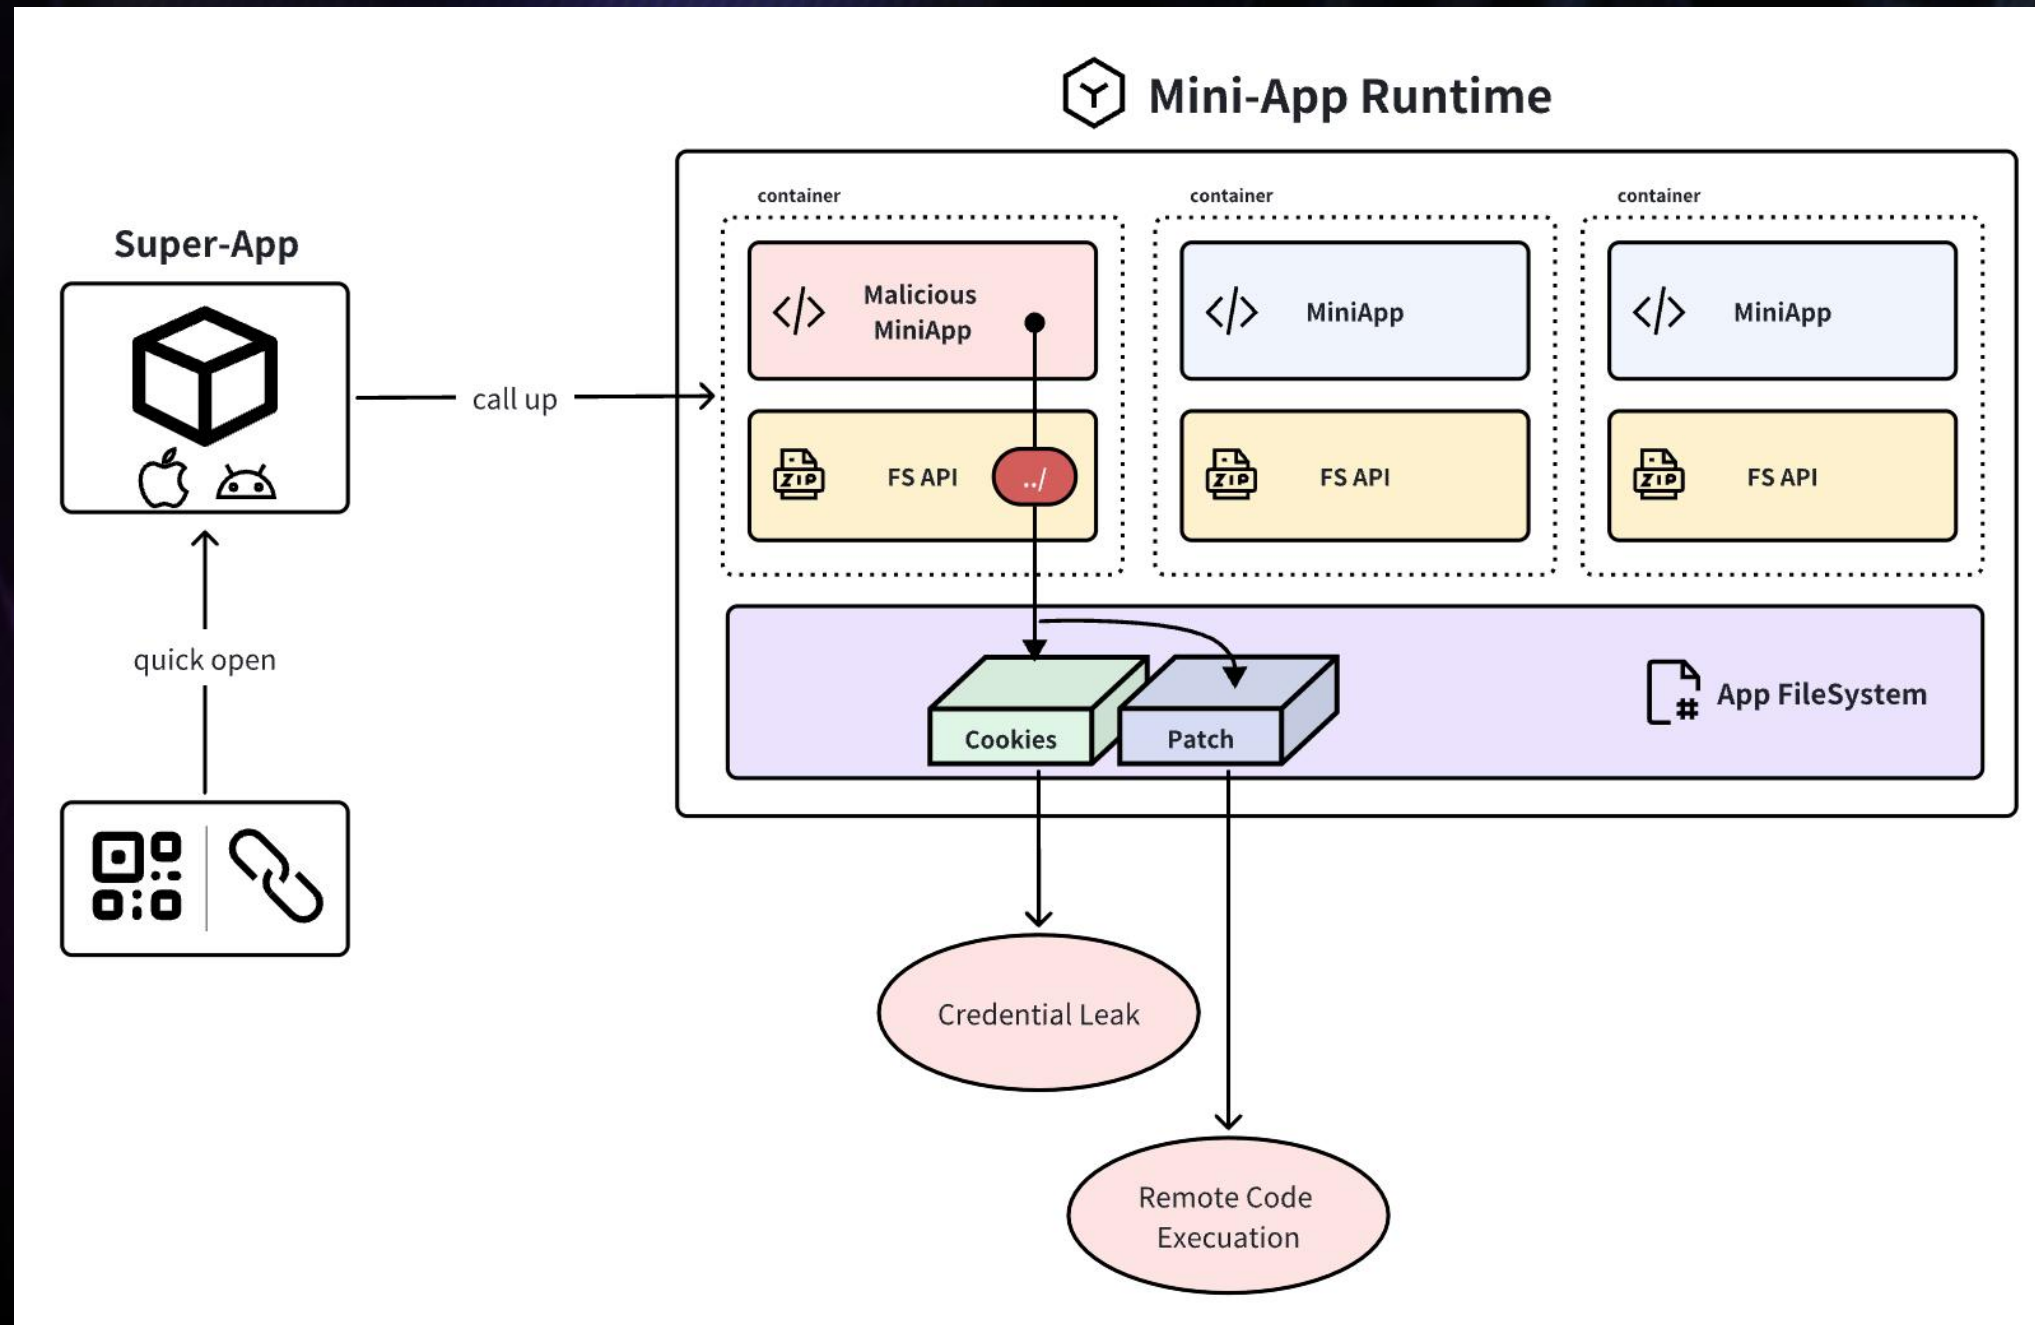 Mini-App Runtime
Super-App
call up
quick open
container
container
container
Malicious
MiniApp
MiniApp
MiniApp
ZIP
FS API
../
ZIP
FS API
ZIP
FS API
Cookies
Patch
#
App FileSystem
Credential Leak
Remote Code
Execuation